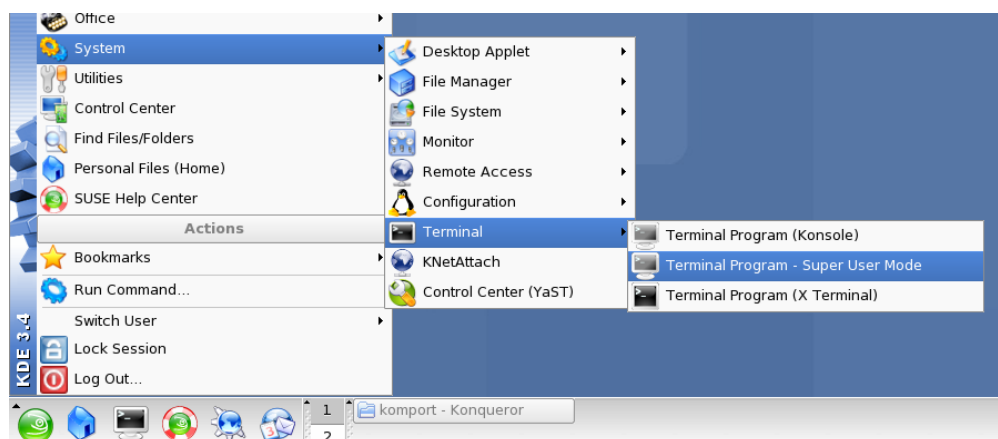 Office
System
Utilities
Control Center
Find Files/Folders
Personal Files (Home)
SUSE Help Center
Actions
Bookmarks
Run Command...
Switch User
Lock Session
Log Out...
KDE 3.4
Desktop Applet
File Manager
File System
Monitor
Remote Access
Configuration
Terminal
KNetAttach
Control Center (YaST)
Terminal Program (Konsole)
Terminal Program - Super User Mode
Terminal Program (X Terminal)
3
1
2
komport - Konqueror